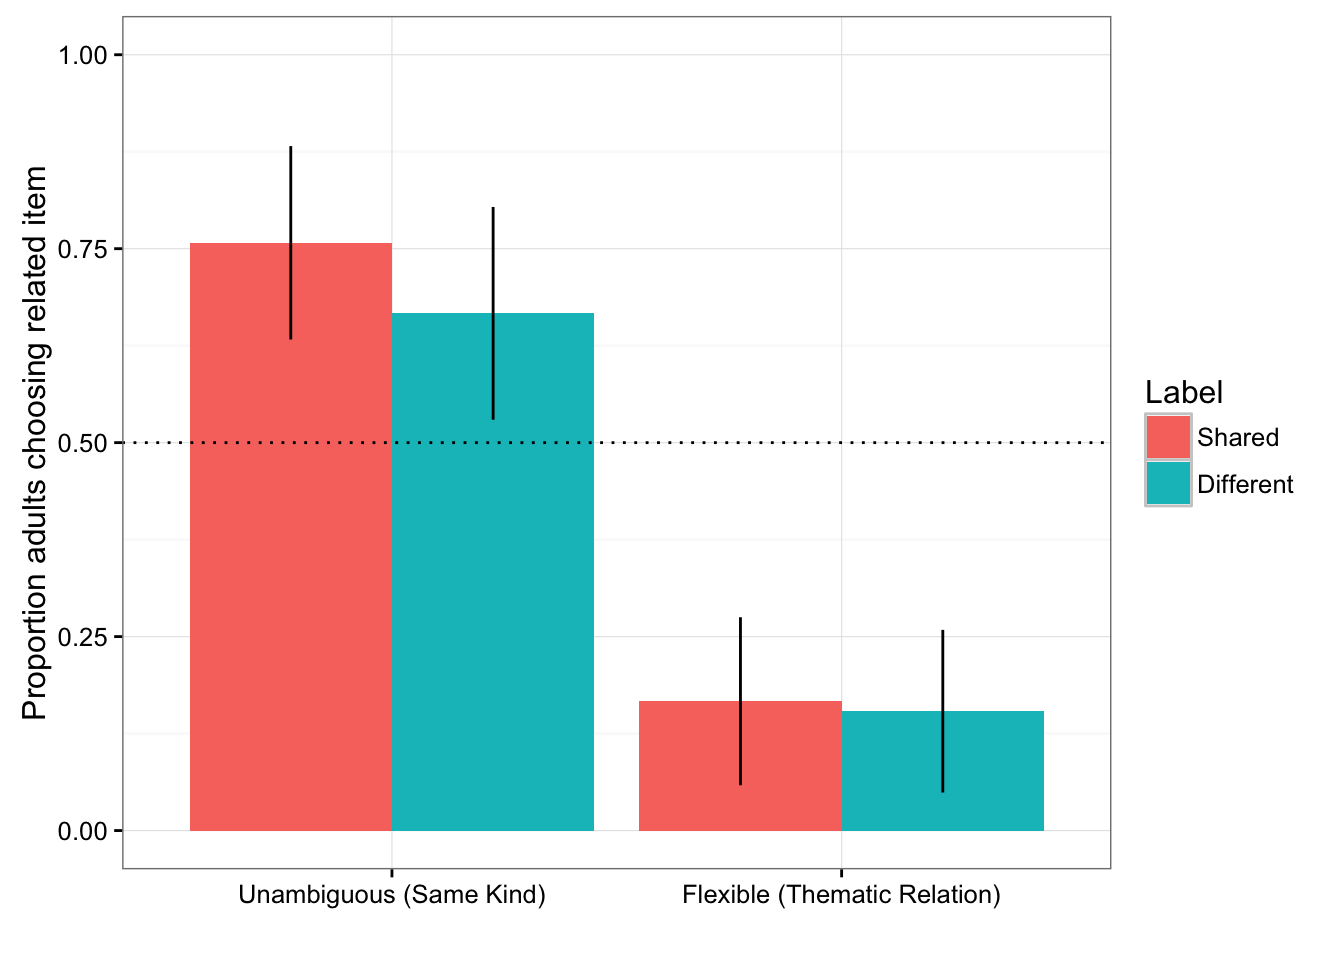 Proportion adults choosing related item
1.00
0.75
0.50
0.25
0.00
Unambiguous (Same Kind)
Flexible (Thematic Relation)
Label
Shared
Different